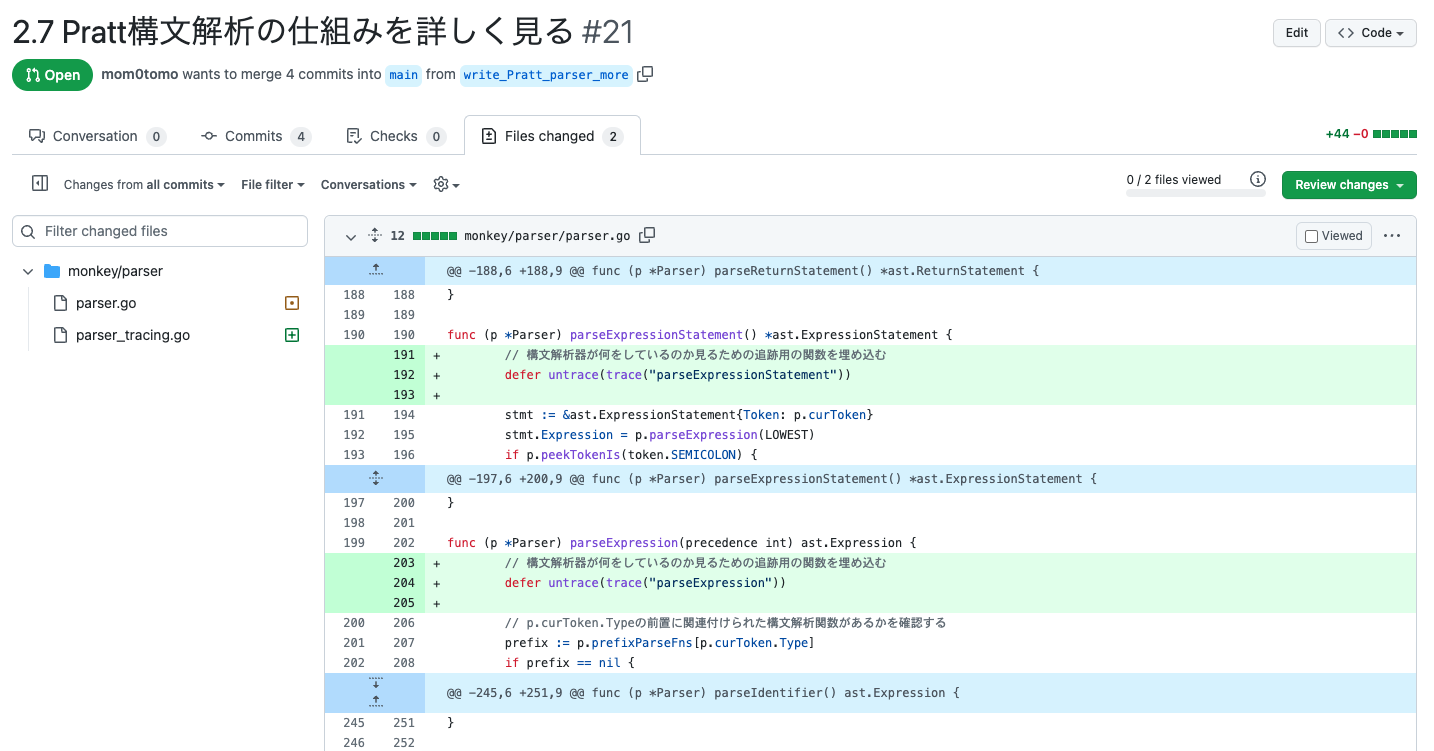 2.7 Pratt構文解析の仕組みを詳しく見る #21
Edit
Code
Open
mom0tomo wants to merge 4 commits into main from write_Pratt_parser_more
Conversation 0
Commits 4
Checks 0
Files changed 2
+44 −0
Changes from all commits
File filter
Conversations
0 / 2 files viewed
Review changes
Filter changed files
monkey/parser
parser.go
parser_tracing.go
12 monkey/parser/parser.go
Viewed
@@ -188,6 +188,9 @@ func (p *Parser) parseReturnStatement() *ast.ReturnStatement {
188 188 }
189 189
190 190 func (p *Parser) parseExpressionStatement() *ast.ExpressionStatement {
191 + // 構文解析器が何をしているのか見るための追跡用の関数を埋め込む
192 + defer untrace(trace("parseExpressionStatement"))
193 +
191 194 stmt := &ast.ExpressionStatement{Token: p.curToken}
192 195 stmt.Expression = p.parseExpression(LOWEST)
193 196 if p.peekTokenIs(token.SEMICOLON) {
@@ -197,6 +200,9 @@ func (p *Parser) parseExpressionStatement() *ast.ExpressionStatement {
197 200 }
198 201
199 202 func (p *Parser) parseExpression(precedence int) ast.Expression {
203 + // 構文解析器が何をしているのか見るための追跡用の関数を埋め込む
204 + defer untrace(trace("parseExpression"))
205 +
200 206 // p.curToken.Typeの前置に関連付けられた構文解析関数があるかを確認する
201 207 prefix := p.prefixParseFns[p.curToken.Type]
202 208 if prefix == nil {
@@ -245,6 +251,9 @@ func (p *Parser) parseIdentifier() ast.Expression {
245 251 }
246 252